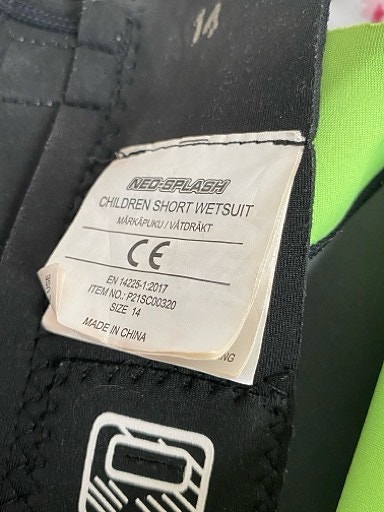 14
NEO-SPLASH
CHILDREN SHORT WETSUIT
MÄRKÄPUKU / VÅTDRÄKT
CE
EN 14225-1:2017
ITEM NO.: P21SC00320
SIZE 14
MADE IN CHINA
NG